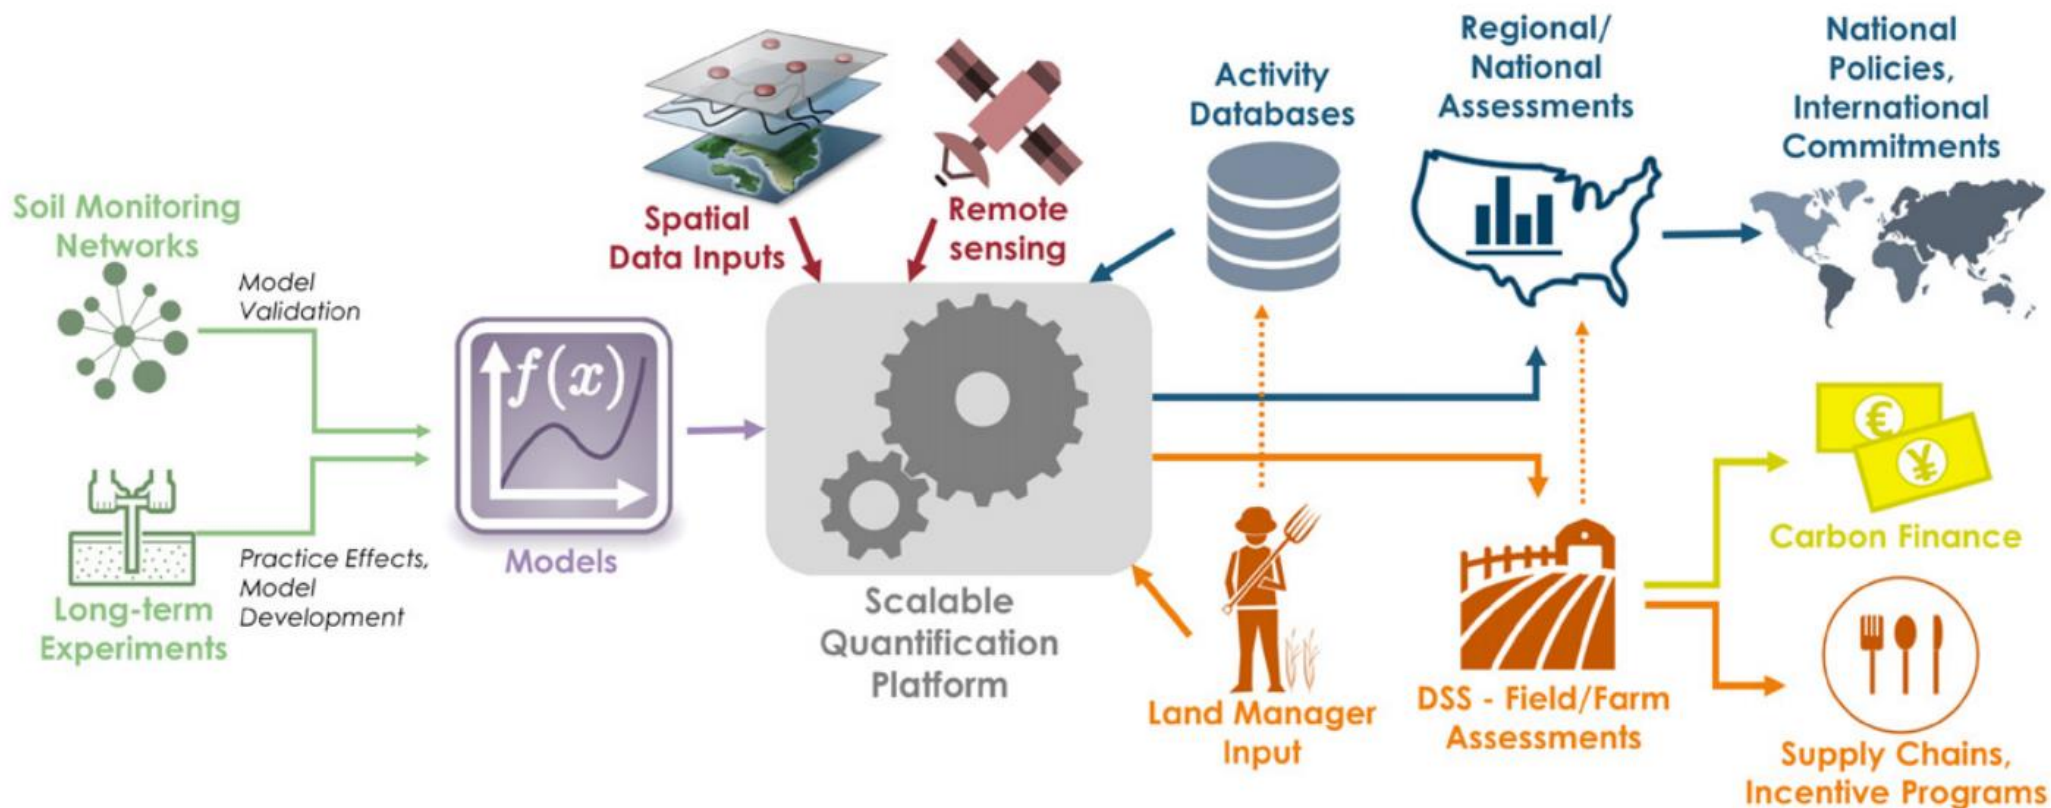 Soil Monitoring
Networks
Model
Validation
Long-term
Experiments
Practice Effects,
Model
Development
f(x)
Models
Spatial
Data Inputs
Remote
sensing
Scalable
Quantification
Platform
Activity
Databases
Land Manager
Input
Regional/
National
Assessments
DSS - Field/Farm
Assessments
National
Policies,
International
Commitments
€
¥
Carbon Finance
Supply Chains,
Incentive Programs